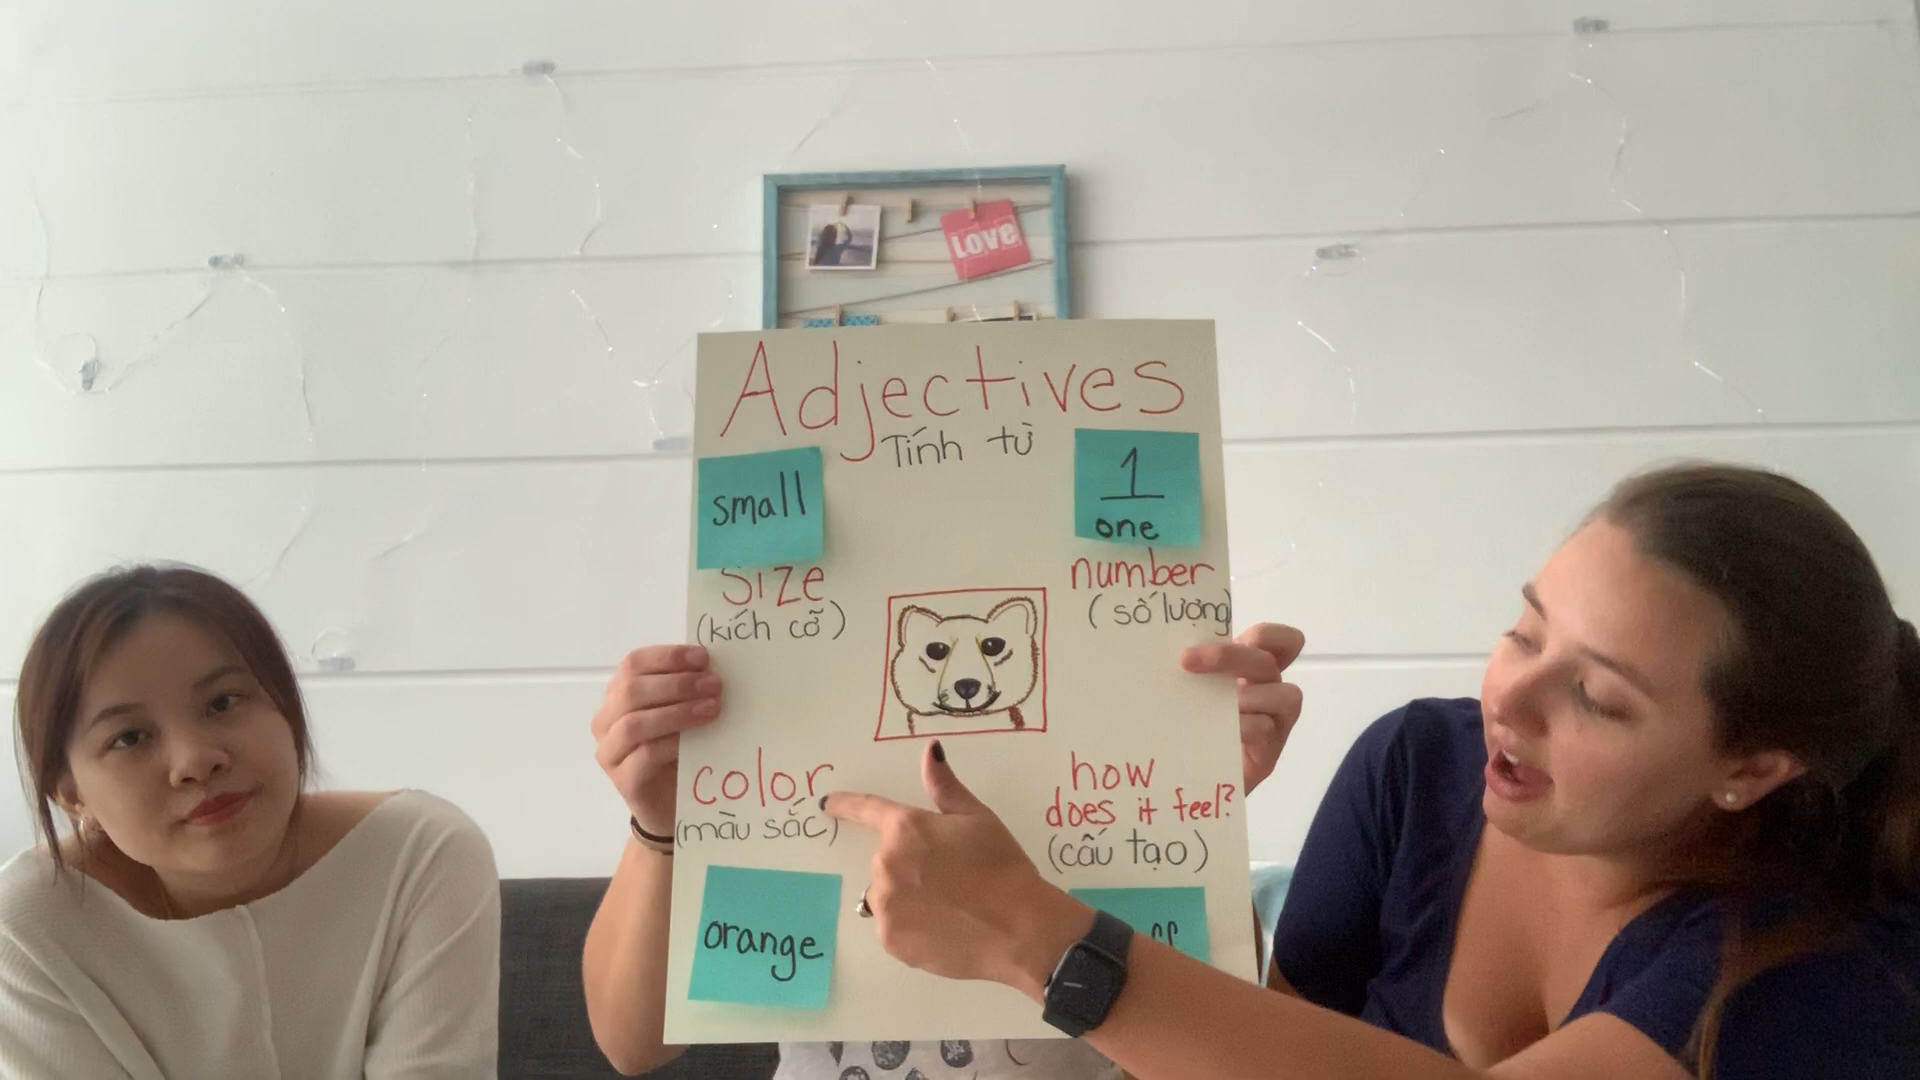 LOVE
Adjectives
Tính từ
small
size
(kích cỡ)
1
one
number
(số lượng)
color
(màu sắc)
orange
how
does it feel?
(cấu tạo)